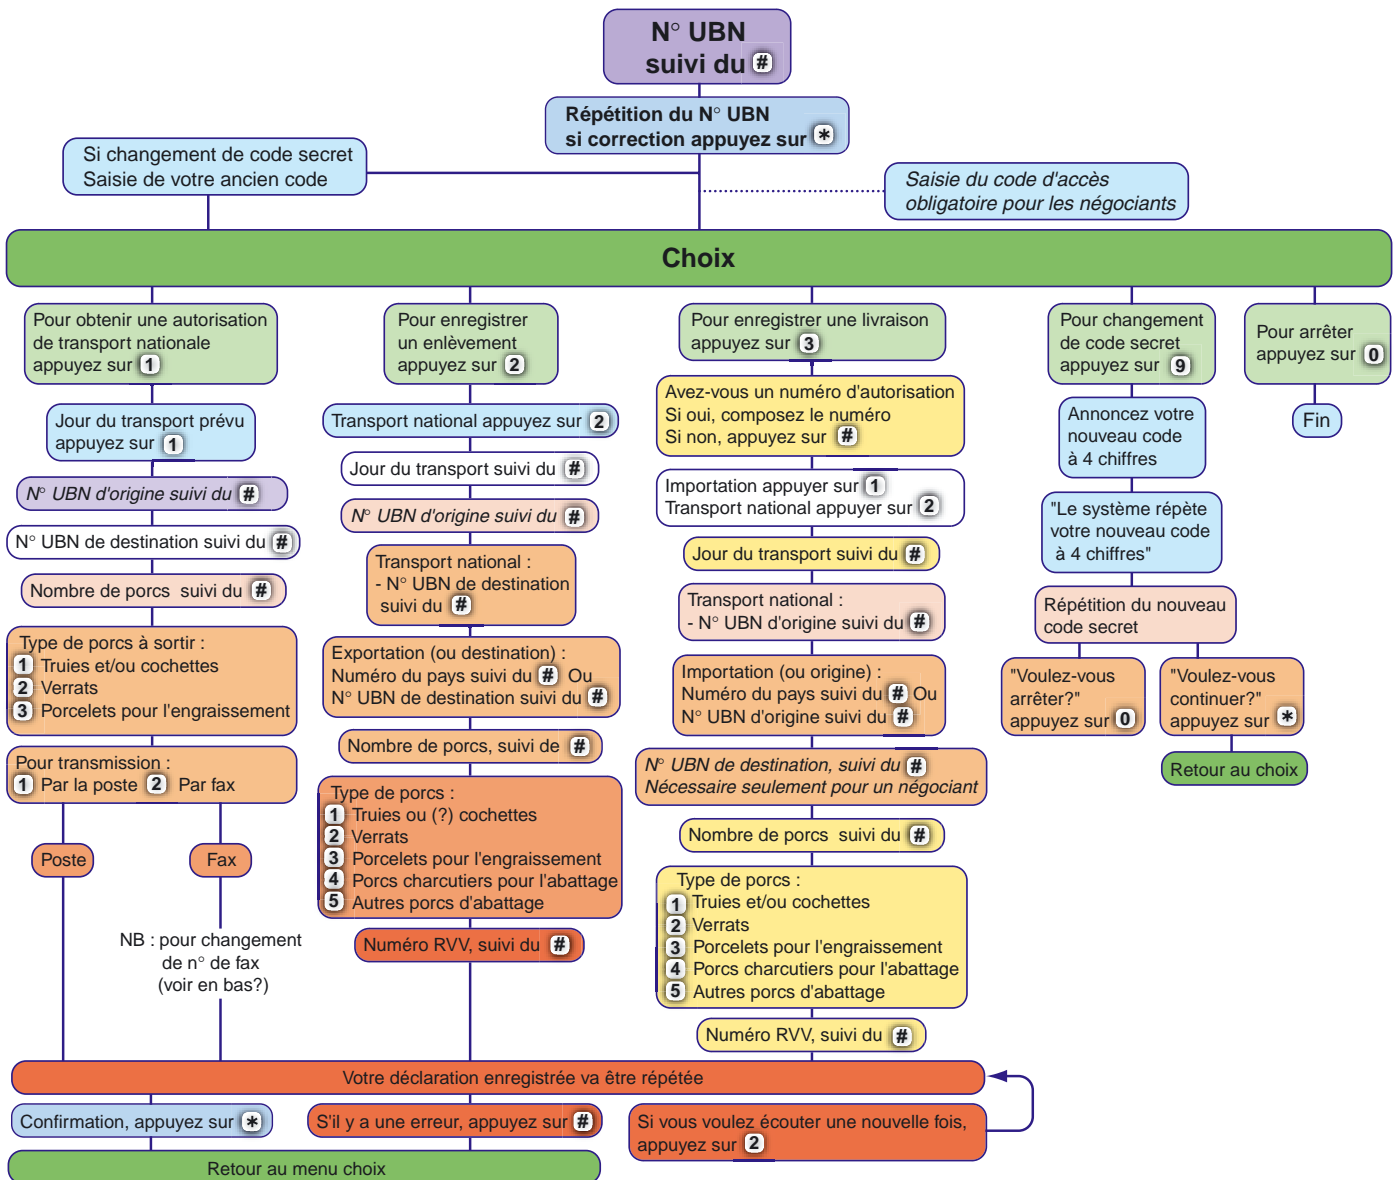 N° UBN
suivi du #
Répétition du N° UBN
si correction appuyez sur *
Si changement de code secret
Saisie de votre ancien code
Saisie du code d'accès
obligatoire pour les négociants
Choix
Pour obtenir une autorisation
de transport nationale
appuyez sur 1
Jour du transport prévu
appuyez sur 1
N° UBN d'origine suivi du #
N° UBN de destination suivi du #
Nombre de porcs suivi du #
Type de porcs à sortir :
1 Truies et/ou cochettes
2 Verrats
3 Porcelets pour l'engraissement
Pour transmission :
1 Par la poste 2 Par fax
Poste
Fax
NB : pour changement
de n° de fax
(voir en bas?)
Pour enregistrer
un enlèvement
appuyez sur 2
Transport national appuyez sur 2
Jour du transport suivi du #
N° UBN d'origine suivi du #
Transport national :
- N° UBN de destination
suivi du #
Exportation (ou destination) :
Numéro du pays suivi du # Ou
N° UBN de destination suivi du #
Nombre de porcs, suivi de #
Type de porcs :
1 Truies ou (?) cochettes
2 Verrats
3 Porcelets pour l'engraissement
4 Porcs charcutiers pour l'abattage
5 Autres porcs d'abattage
Numéro RVV, suivi du #
Pour enregistrer une livraison
appuyez sur 3
Avez-vous un numéro d'autorisation
Si oui, composez le numéro
Si non, appuyez sur #
Importation appuyer sur 1
Transport national appuyer sur 2
Jour du transport suivi du #
Transport national :
- N° UBN d'origine suivi du #
Importation (ou origine) :
Numéro du pays suivi du # Ou
N° UBN d'origine suivi du #
N° UBN de destination, suivi du #
Nécessaire seulement pour un négociant
Nombre de porcs suivi du #
Type de porcs :
1 Truies et/ou cochettes
2 Verrats
3 Porcelets pour l'engraissement
4 Porcs charcutiers pour l'abattage
5 Autres porcs d'abattage
Numéro RVV, suivi du #
Pour changement
de code secret
appuyez sur 9
Annoncez votre
nouveau code
à 4 chiffres
"Le système répète
votre nouveau code
à 4 chiffres"
Répétition du nouveau
code secret
"Voulez-vous
arrêter?"
appuyez sur 0
"Voulez-vous
continuer?"
appuyez sur *
Retour au choix
Pour arrêter
appuyez sur 0
Fin
Votre déclaration enregistrée va être répétée
Confirmation, appuyez sur *
S'il y a une erreur, appuyez sur #
Si vous voulez écouter une nouvelle fois,
appuyez sur 2
Retour au menu choix